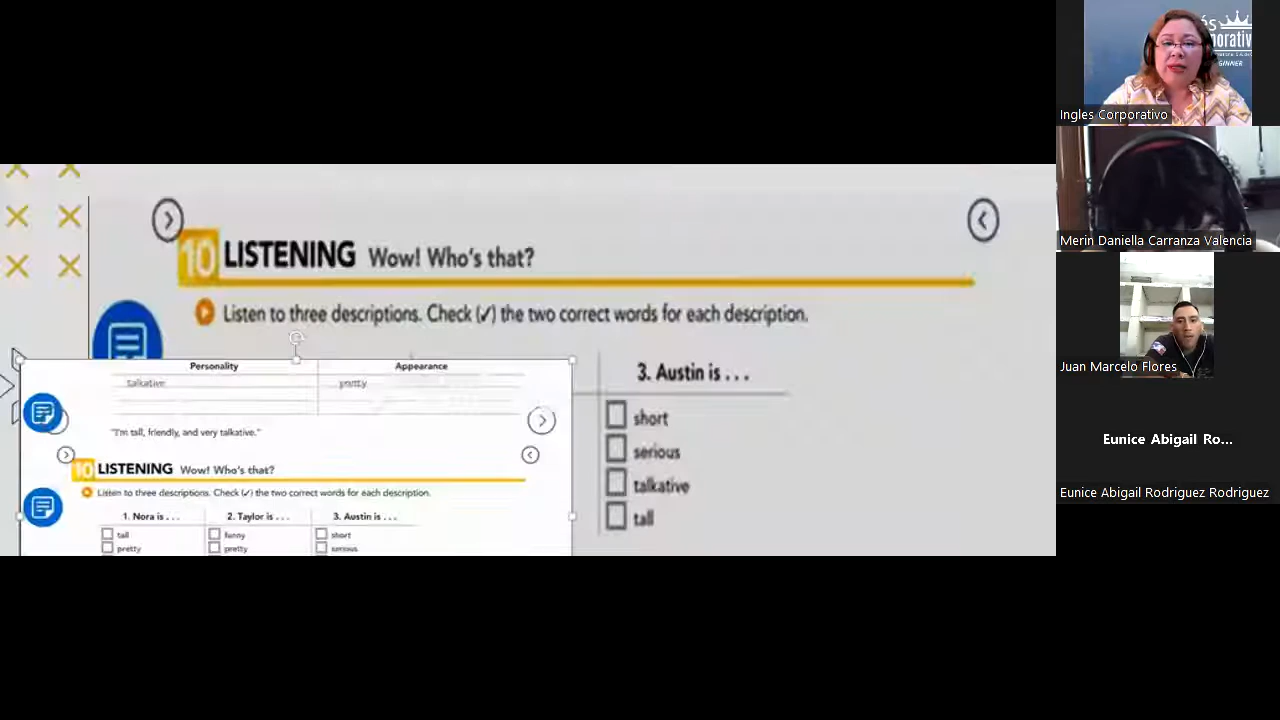 10 LISTENING Wow! Who's that?
Listen to three descriptions. Check (✓) the two correct words for each description.
3. Austin is . . .
short
serious
talkative
tall
Personality Appearance
talkative pretty
"I'm tall, friendly, and very talkative."
10 LISTENING Wow! Who's that?
Listen to three descriptions. Check (✓) the two correct words for each description.
1. Nora is . . . 2. Taylor is . . . 3. Austin is . . .
tall funny short
pretty pretty serious
és
porativ
GINNER
Ingles Corporativo
Merin Daniella Carranza Valencia
Juan Marcelo Flores
Eunice Abigail Ro...
Eunice Abigail Rodriguez Rodriguez